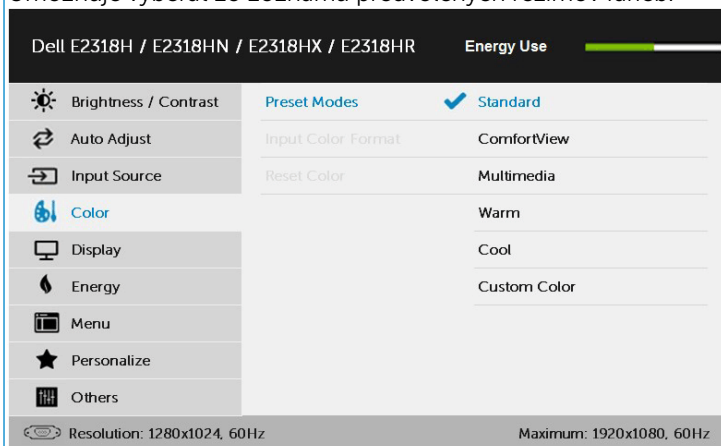 Dell E2318H / E2318HN / E2318HX / E2318HR Energy Use
Brightness / Contrast Preset Modes Standard
Auto Adjust Input Color Format ComfortView
Input Source Reset Color Multimedia
Color Warm
Display Cool
Energy Custom Color
Menu
Personalize
Others
Resolution: 1280x1024, 60Hz Maximum: 1920x1080, 60Hz